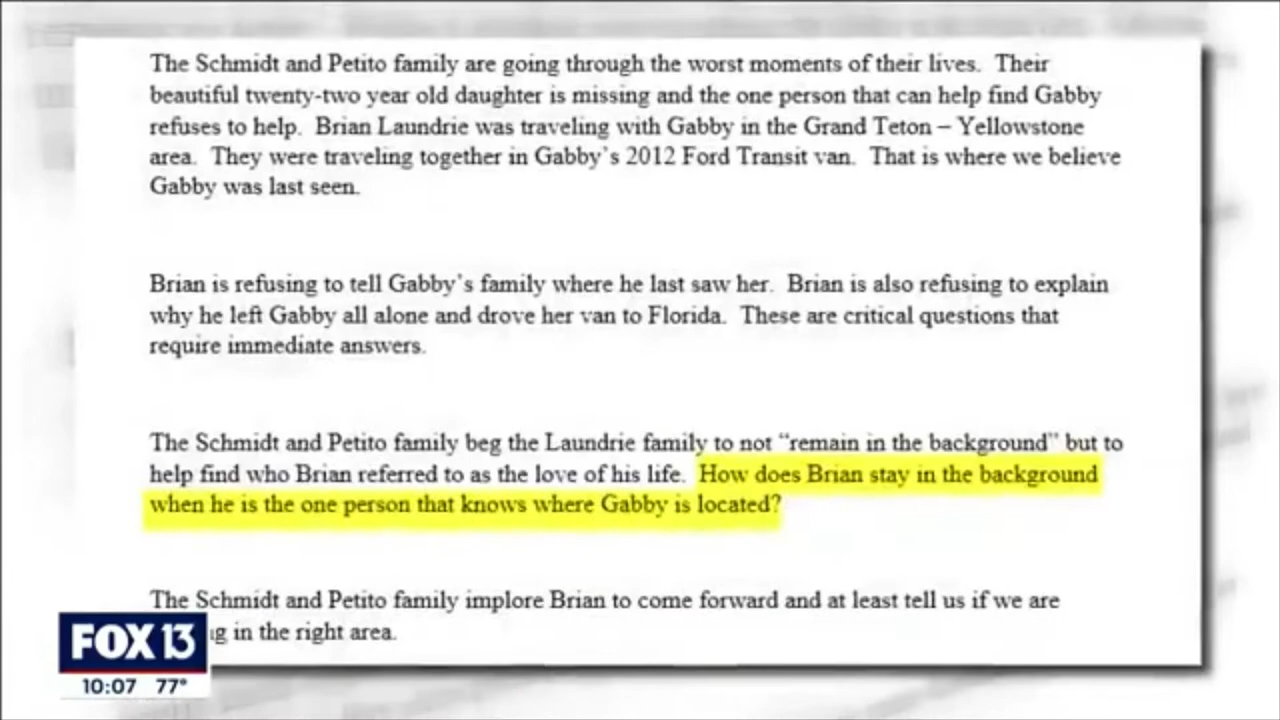 The Schmidt and Petito family are going through the worst moments of their lives.  Their
beautiful twenty-two year old daughter is missing and the one person that can help find Gabby
refuses to help.  Brian Laundrie was traveling with Gabby in the Grand Teton – Yellowstone
area.  They were traveling together in Gabby's 2012 Ford Transit van.  That is where we believe
Gabby was last seen.
Brian is refusing to tell Gabby's family where he last saw her.  Brian is also refusing to explain
why he left Gabby all alone and drove her van to Florida.  These are critical questions that
require immediate answers.
The Schmidt and Petito family beg the Laundrie family to not “remain in the background” but to
help find who Brian referred to as the love of his life.  How does Brian stay in the background
when he is the one person that knows where Gabby is located?
The Schmidt and Petito family implore Brian to come forward and at least tell us if we are
in the right area.
FOX 13
10:07 77°